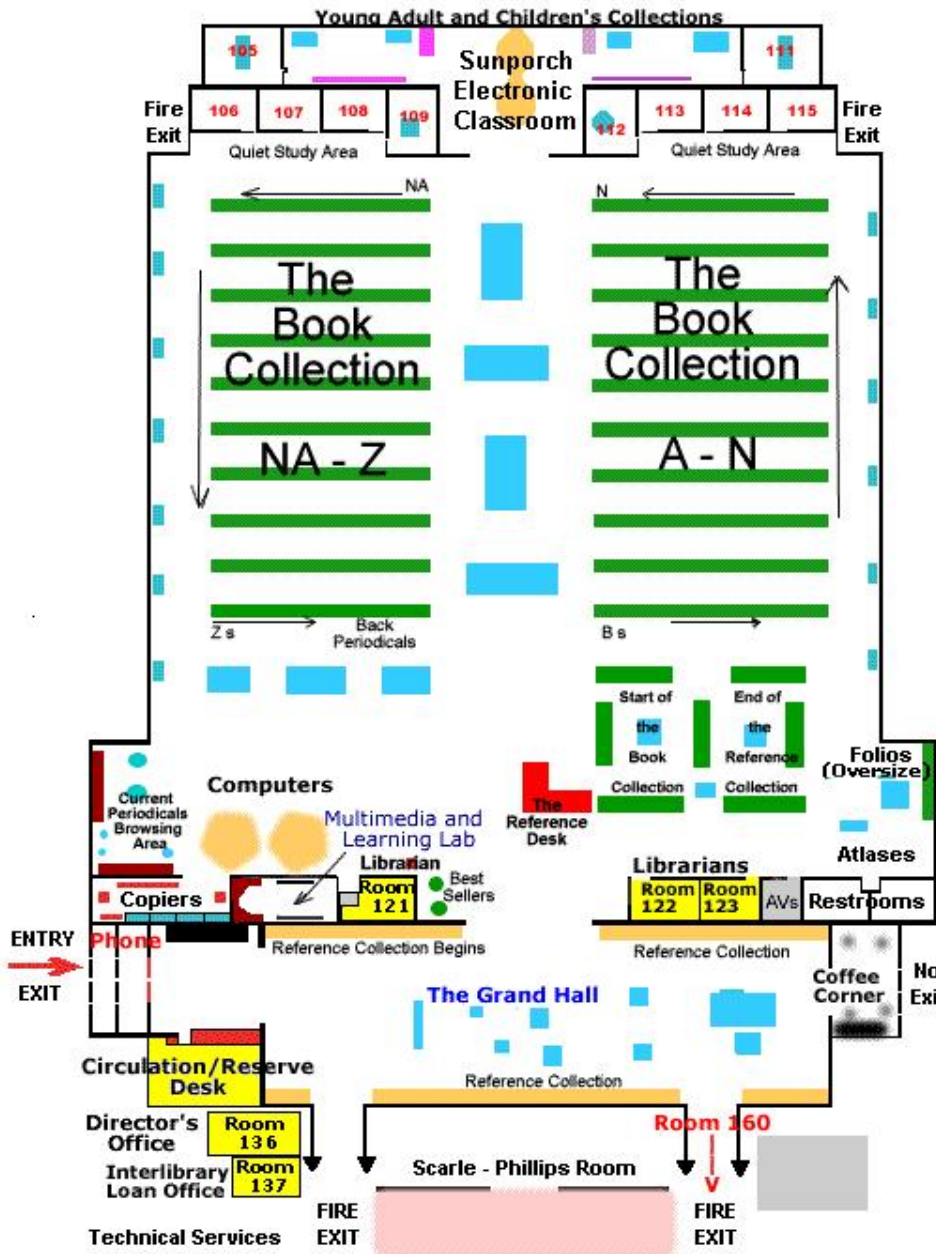 Young Adult and Children's Collections
105
111
Sunporch
Electronic
Classroom
Fire
Exit
106
107
108
109
112
113
114
115
Fire
Exit
Quiet Study Area
Quiet Study Area
NA
N
The
Book
Collection
NA - Z
The
Book
Collection
A - N
Z s
Back
Periodicals
B s
Start of
the
Book
Collection
End of
the
Reference
Collection
Folios
(Oversize)
Current
Periodicals
Browsing
Area
Computers
Multimedia and
Learning Lab
The
Reference
Desk
Atlases
Librarian
Room
121
Best
Sellers
Librarians
Room
122
Room
123
AVs
Restrooms
Copiers
ENTRY
EXIT
Phone
Reference Collection Begins
Reference Collection
Coffee
Corner
No
Exit
The Grand Hall
Circulation/Reserve
Desk
Reference Collection
Director's
Office
Room
136
Room 160
Interlibrary
Loan Office
Room
137
Scarle - Phillips Room
Technical Services
FIRE
EXIT
FIRE
EXIT